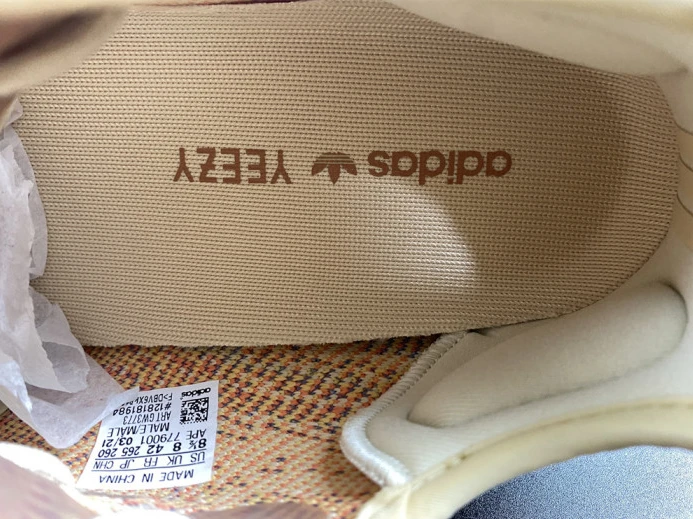 adidas YEEZY
MADE IN CHINA
US UK FR JP CHN
8½ 8 42 265 260
APE 779001 03/21
MALE/MALE
ART GW3773
#128181984
adidas